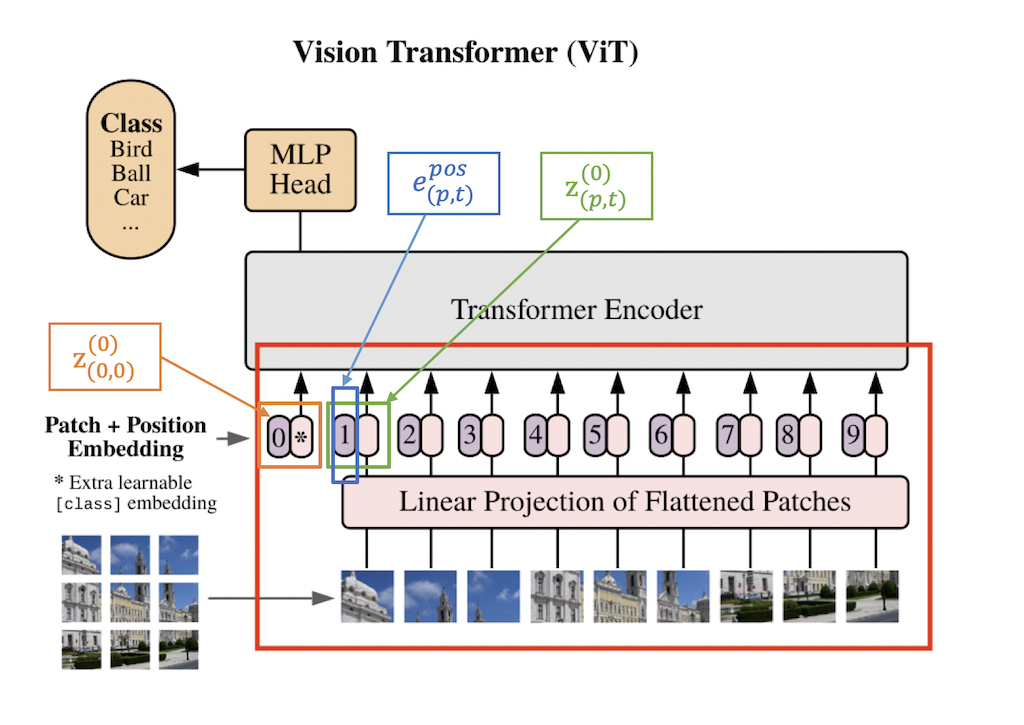 Vision Transformer (ViT)
Class
Bird
Ball
Car
...
MLP
Head
e^{pos}_{(p,t)}
z^{(0)}_{(p,t)}
Transformer Encoder
z^{(0)}_{(0,0)}
Patch + Position
Embedding
* Extra learnable
[class] embedding
0 * 1 2 3 4 5 6 7 8 9
Linear Projection of Flattened Patches